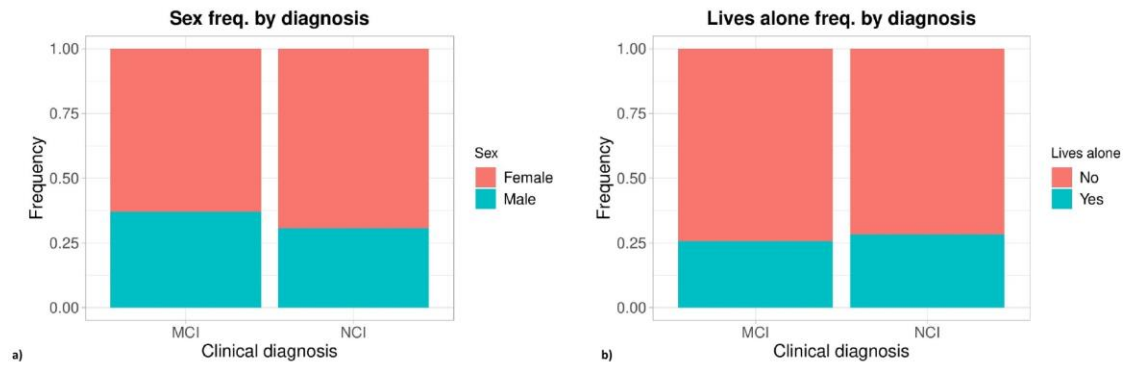 Sex freq. by diagnosis
1.00
0.75
0.50
0.25
0.00
Frequency
MCI
NCI
Clinical diagnosis
Sex
Female
Male
a)
Lives alone freq. by diagnosis
1.00
0.75
0.50
0.25
0.00
Frequency
MCI
NCI
Clinical diagnosis
Lives alone
No
Yes
b)